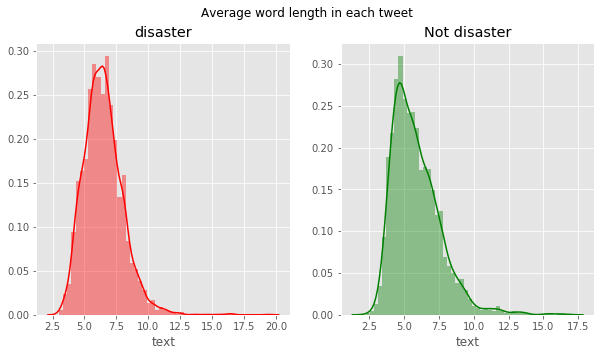 Average word length in each tweet
disaster
Not disaster
0.30
0.25
0.20
0.15
0.10
0.05
0.00
2.5 5.0 7.5 10.0 12.5 15.0 17.5 20.0
text
0.30
0.25
0.20
0.15
0.10
0.05
0.00
2.5 5.0 7.5 10.0 12.5 15.0 17.5
text